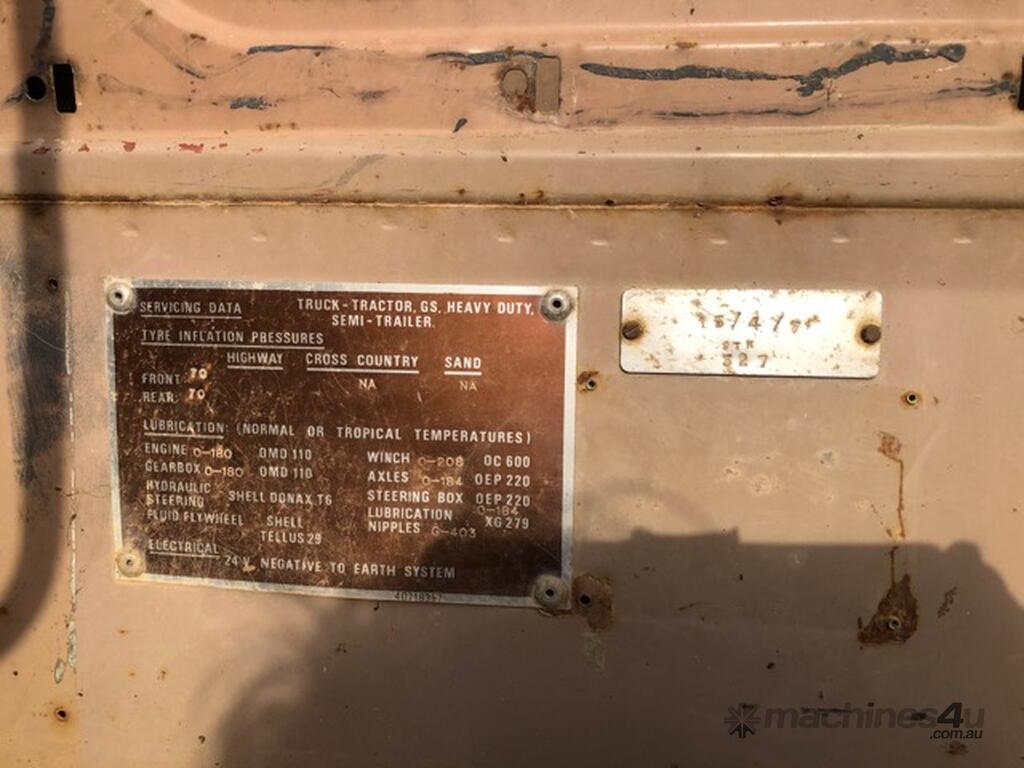 SERVICING DATA TRUCK-TRACTOR, GS, HEAVY DUTY,
SEMI-TRAILER.
TYRE INFLATION PRESSURES
HIGHWAY CROSS COUNTRY SAND
FRONT 70 NA NA
REAR 70
LUBRICATION: (NORMAL OR TROPICAL TEMPERATURES)
ENGINE O-180 OMD 110
GEARBOX O-180 OMD 110
HYDRAULIC
STEERING SHELL DONAX T6
FLUID FLYWHEEL SHELL
TELLUS 29
WINCH O-208 OC 600
AXLES O-184 OEP 220
STEERING BOX OEP 220
LUBRICATION O-184
NIPPLES G-403 XG 279
ELECTRICAL
24V. NEGATIVE TO EARTH SYSTEM
STR
327
machines4u
.com.au